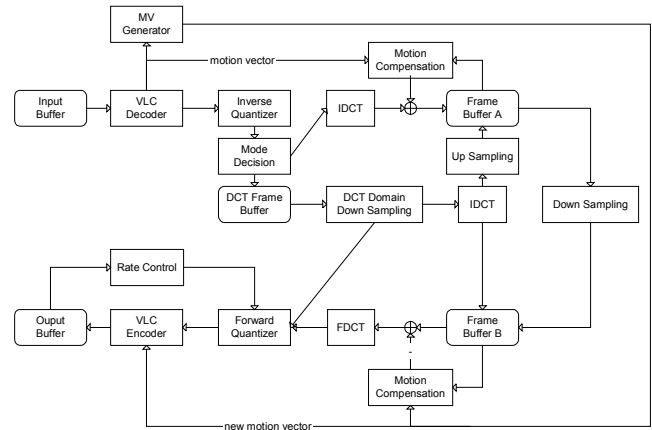 MV
Generator
motion vector
Motion
Compensation
Input
Buffer
VLC
Decoder
Inverse
Quantizer
IDCT
Frame
Buffer A
Mode
Decision
Up Sampling
DCT Frame
Buffer
DCT Domain
Down Sampling
IDCT
Down Sampling
Rate Control
Ouput
Buffer
VLC
Encoder
Forward
Quantizer
FDCT
Frame
Buffer B
-
Motion
Compensation
new motion vector